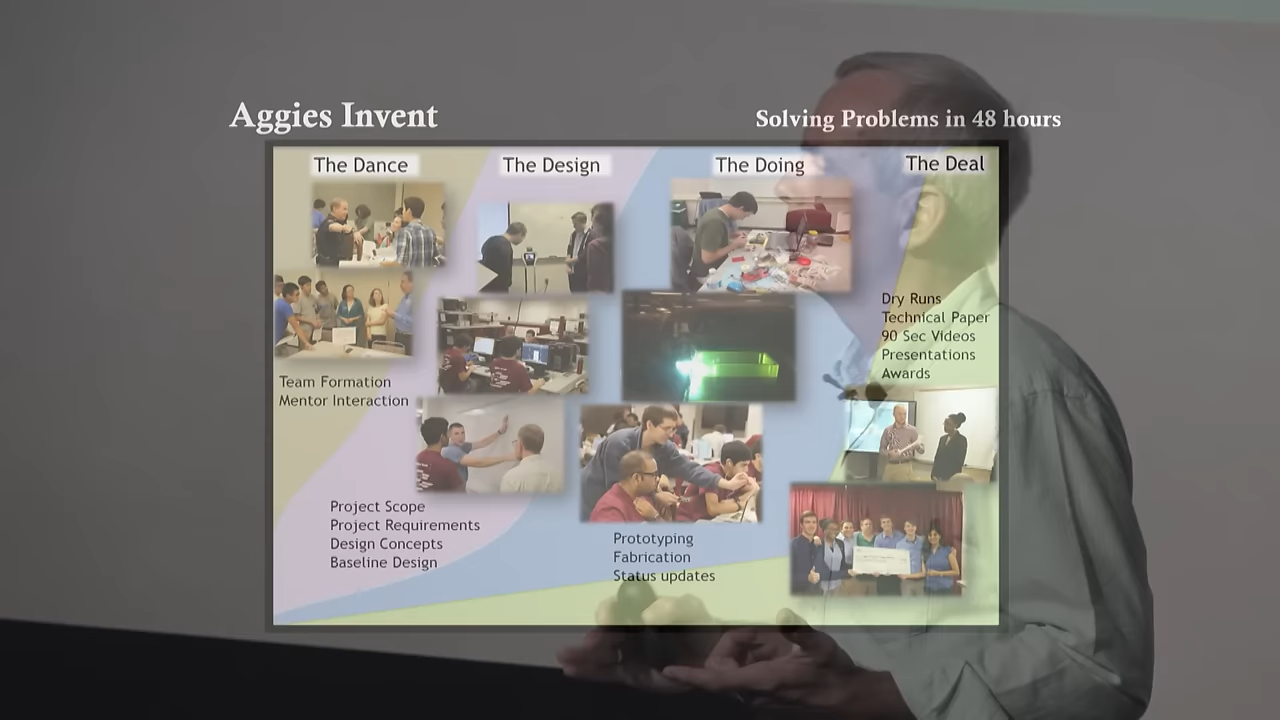 Aggies Invent
Solving Problems in 48 hours
The Dance
The Design
The Doing
The Deal
Team Formation
Mentor Interaction
Project Scope
Project Requirements
Design Concepts
Baseline Design
Prototyping
Fabrication
Status updates
Dry Runs
Technical Paper
90 Sec Videos
Presentations
Awards